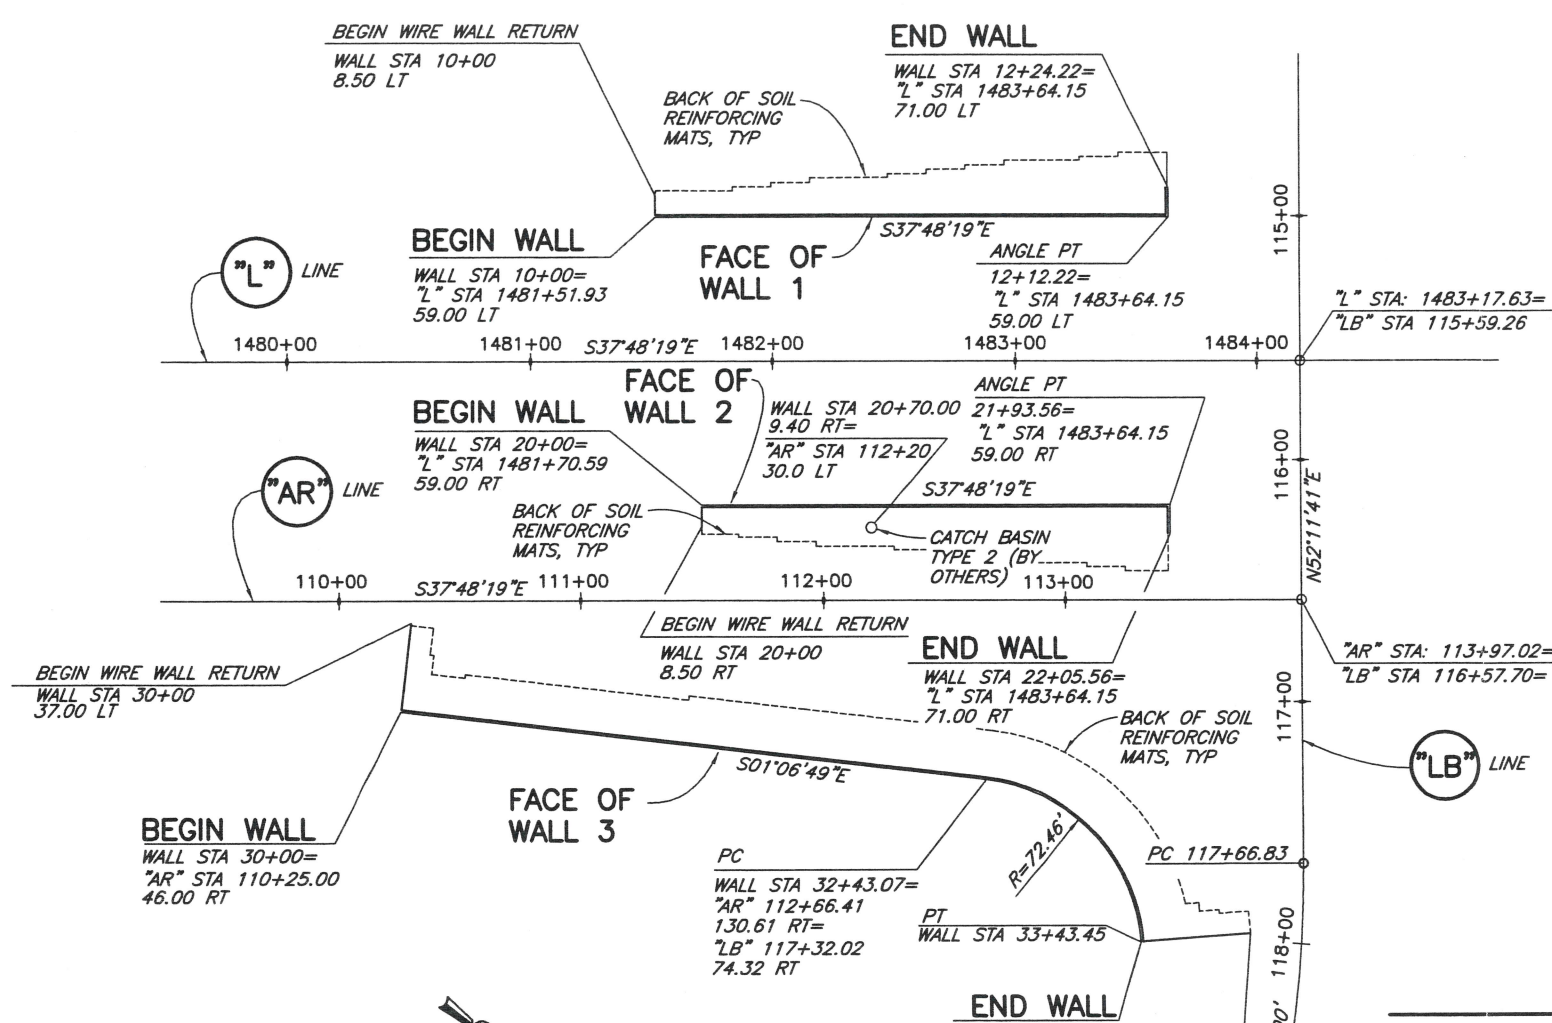 BEGIN WIRE WALL RETURN
WALL STA 10+00
8.50 LT
END WALL
WALL STA 12+24.22=
"L" STA 1483+64.15
71.00 LT
BACK OF SOIL
REINFORCING
MATS, TYP
BEGIN WALL
WALL STA 10+00=
"L" STA 1481+51.93
59.00 LT
FACE OF
WALL 1
S37°48'19"E
ANGLE PT
12+12.22=
"L" STA 1483+64.15
59.00 LT
115+00
"L" LINE
"L" STA: 1483+17.63=
"LB" STA 115+59.26
1480+00
1481+00
S37°48'19"E
1482+00
1483+00
1484+00
FACE OF
WALL 2
BEGIN WALL
WALL STA 20+00=
"L" STA 1481+70.59
59.00 RT
WALL STA 20+70.00
9.40 RT=
"AR" STA 112+20
30.0 LT
ANGLE PT
21+93.56=
"L" STA 1483+64.15
59.00 RT
116+00
S37°48'19"E
N52°11'41"E
"AR" LINE
BACK OF SOIL
REINFORCING
MATS, TYP
CATCH BASIN
TYPE 2 (BY
OTHERS)
110+00
S37°48'19"E
111+00
112+00
113+00
BEGIN WIRE WALL RETURN
WALL STA 20+00
8.50 RT
END WALL
WALL STA 22+05.56=
"L" STA 1483+64.15
71.00 RT
"AR" STA: 113+97.02=
"LB" STA 116+57.70=
BEGIN WIRE WALL RETURN
WALL STA 30+00
37.00 LT
117+00
BACK OF SOIL
REINFORCING
MATS, TYP
"LB" LINE
S01°06'49"E
FACE OF
WALL 3
BEGIN WALL
WALL STA 30+00=
"AR" STA 110+25.00
46.00 RT
R=72.46'
PC
WALL STA 32+43.07=
"AR" 112+66.41
130.61 RT=
"LB" 117+32.02
74.32 RT
PC 117+66.83
PT
WALL STA 33+43.45
118+00
END WALL